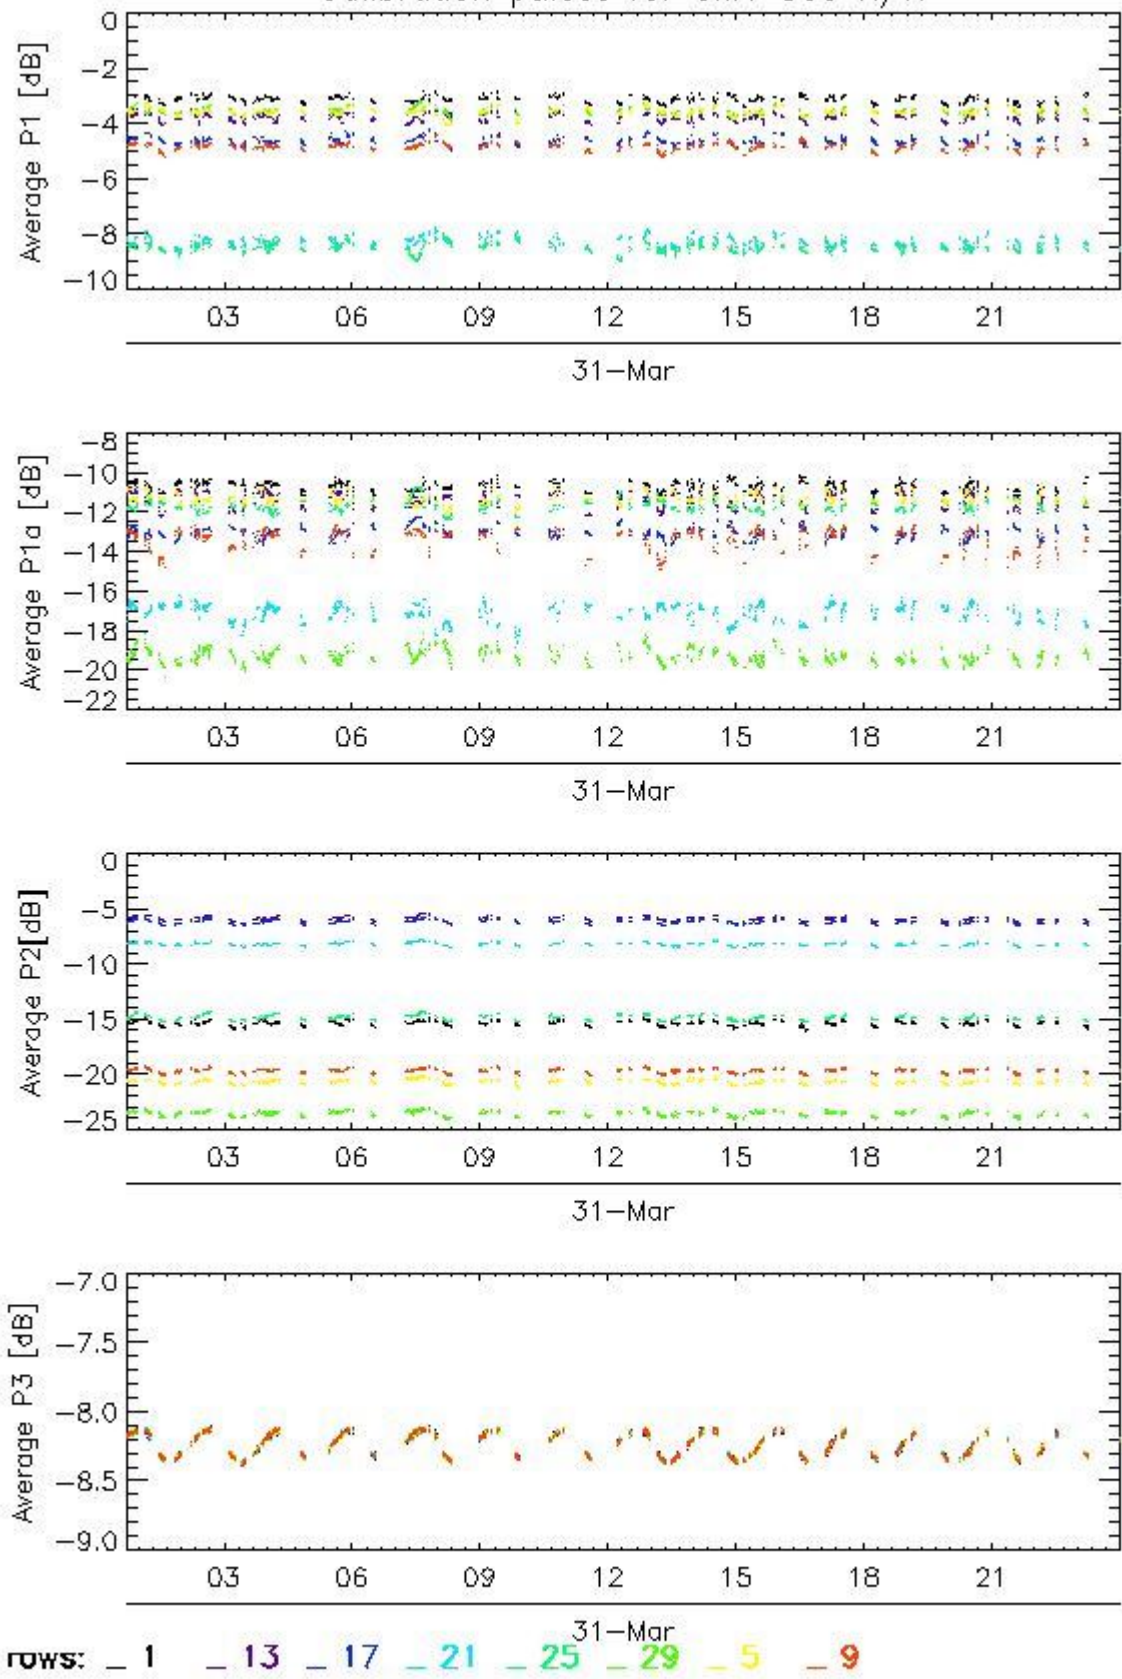 0
-2
-4
-6
-8
-10
Average P1 [dB]
03 06 09 12 15 18 21
31-Mar
-8
-10
-12
-14
-16
-18
-20
-22
Average P1a [dB]
03 06 09 12 15 18 21
31-Mar
0
-5
-10
-15
-20
-25
Average P2[dB]
03 06 09 12 15 18 21
31-Mar
-7.0
-7.5
-8.0
-8.5
-9.0
Average P3 [dB]
03 06 09 12 15 18 21
31-Mar
rows: _ 1 _ 13 _ 17 _ 21 _ 25 _ 29 _ 5 _ 9